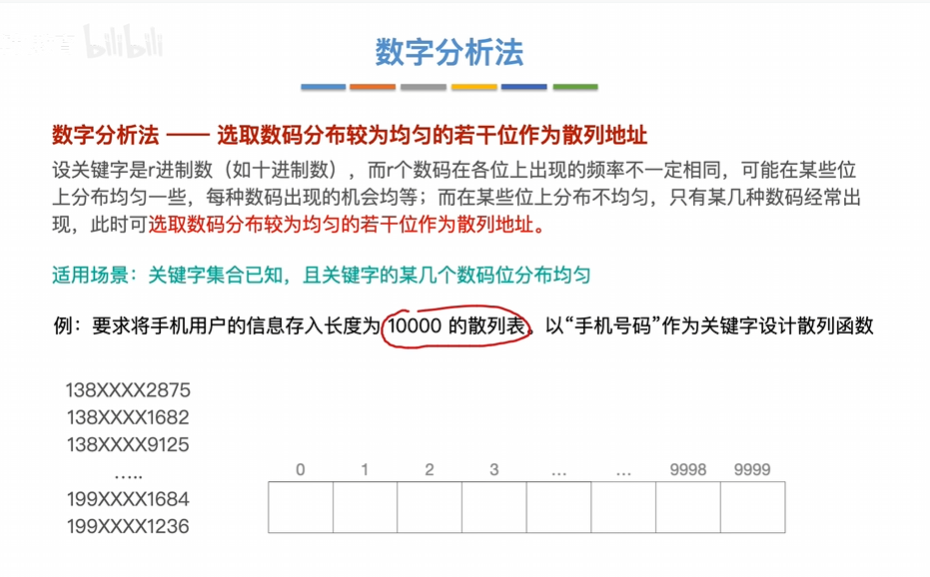 bilibili
数字分析法
数字分析法 —— 选取数码分布较为均匀的若干位作为散列地址
设关键字是r进制数（如十进制数），而r个数码在各位上出现的频率不一定相同，可能在某些位
上分布均匀一些，每种数码出现的机会均等；而在某些位上分布不均匀，只有某几种数码经常出
现，此时可选取数码分布较为均匀的若干位作为散列地址。
适用场景：关键字集合已知，且关键字的某几个数码位分布均匀
例：要求将手机用户的信息存入长度为 10000 的散列表，以“手机号码”作为关键字设计散列函数
138XXXX2875
138XXXX1682
138XXXX9125
…..
199XXXX1684
199XXXX1236
0 1 2 3 … … 9998 9999